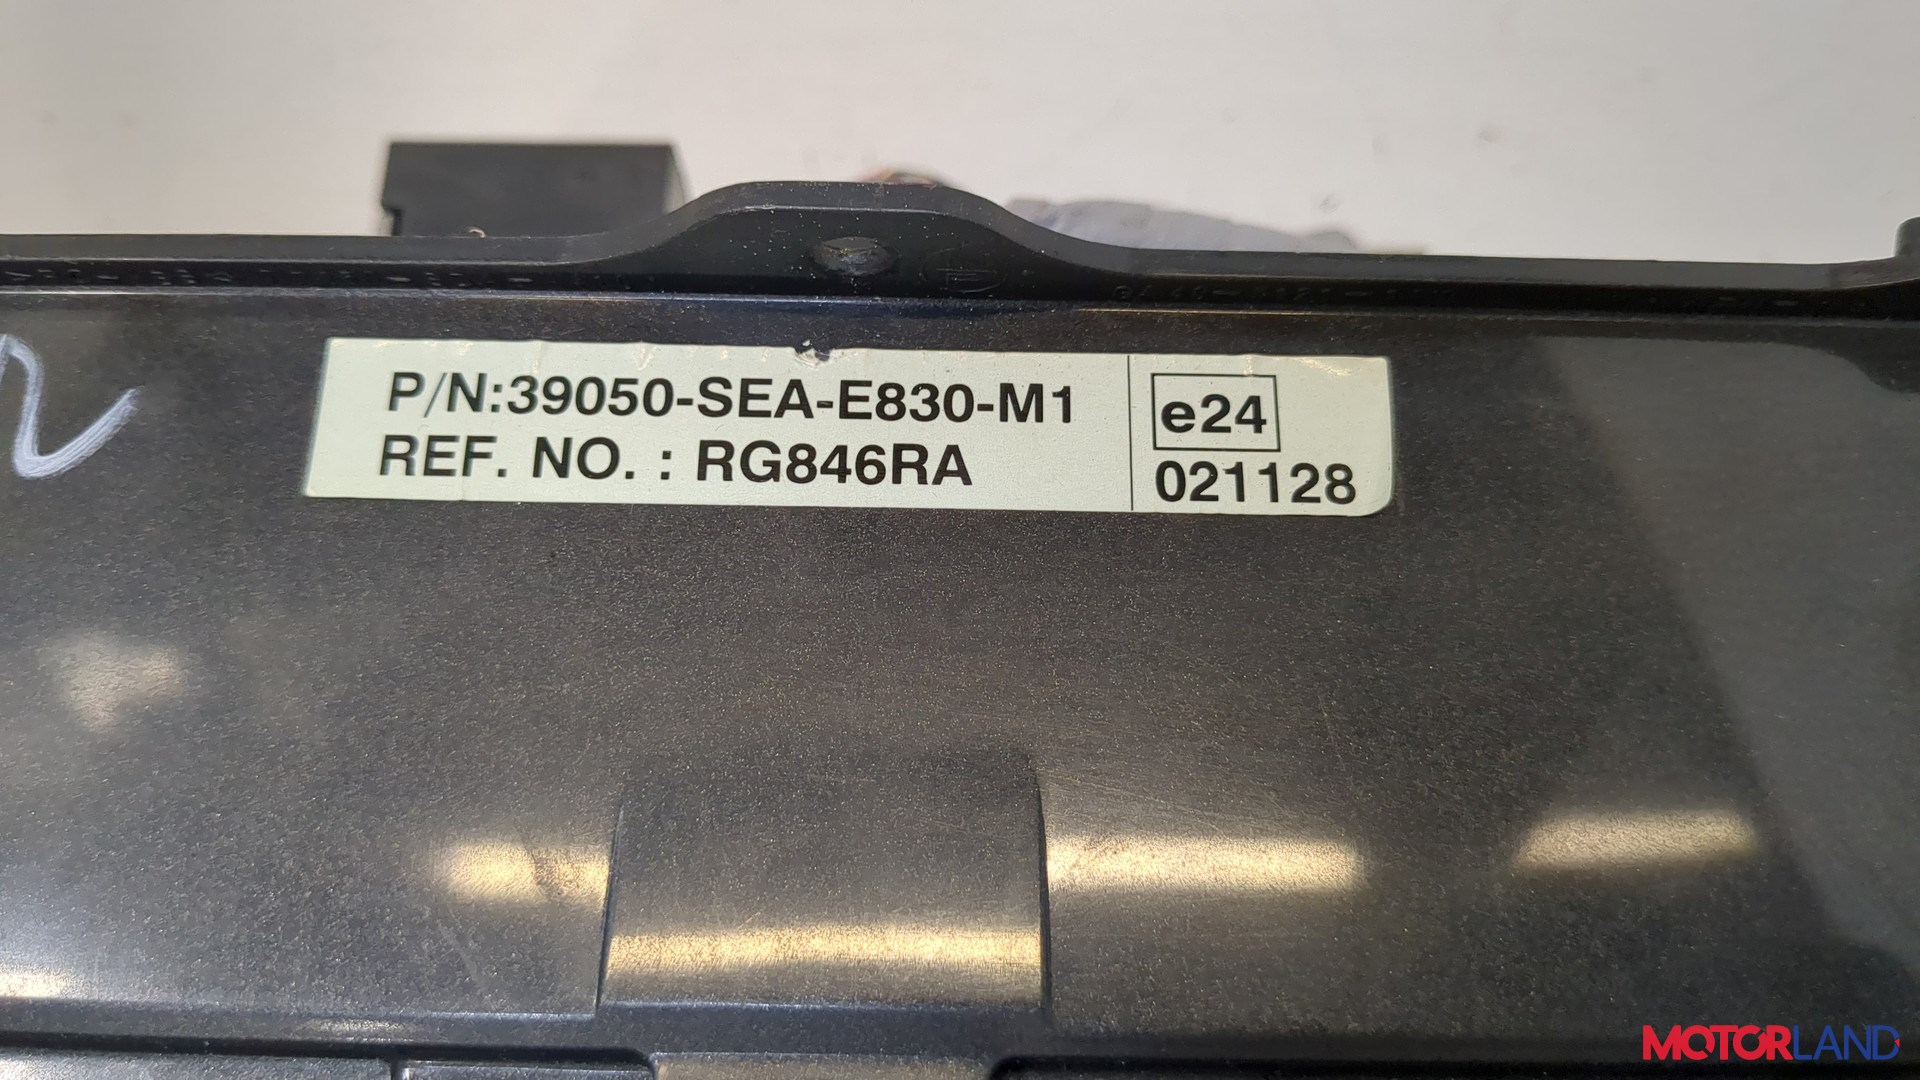 P/N:39050-SEA-E830-M1
REF. NO. : RG846RA
e24
021128
MOTORLAND